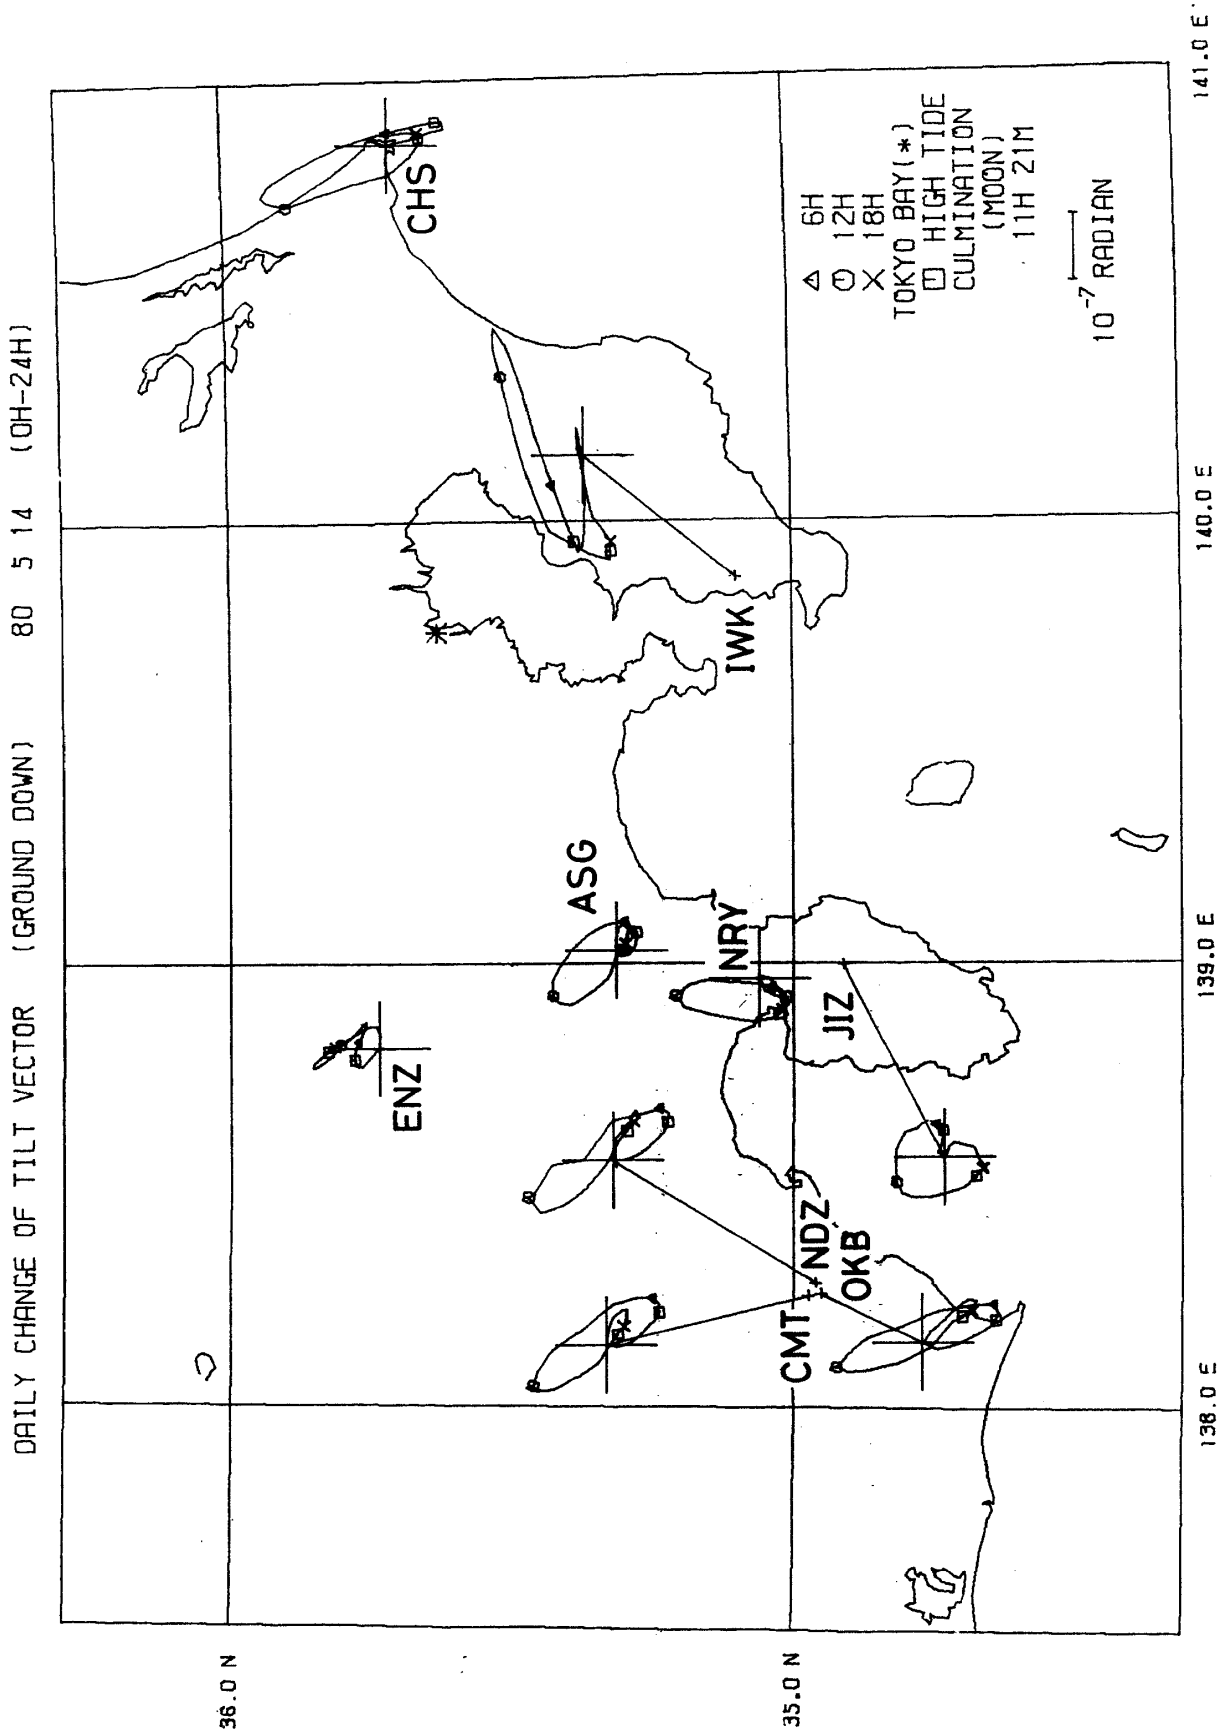 DAILY CHANGE OF TILT VECTOR (GROUND DOWN) 80 5 14 (0H-24H)
36.0 N
35.0 N
138.0 E
139.0 E
140.0 E
141.0 E
CHS
IWK
ASG
NRY
ENZ
JIZ
NDZ
OKB
CMT
△ 6H
○ 12H
× 18H
TOKYO BAY(*)
□ HIGH TIDE
CULMINATION
(MOON)
11H 21M
10⁻⁷ RADIAN